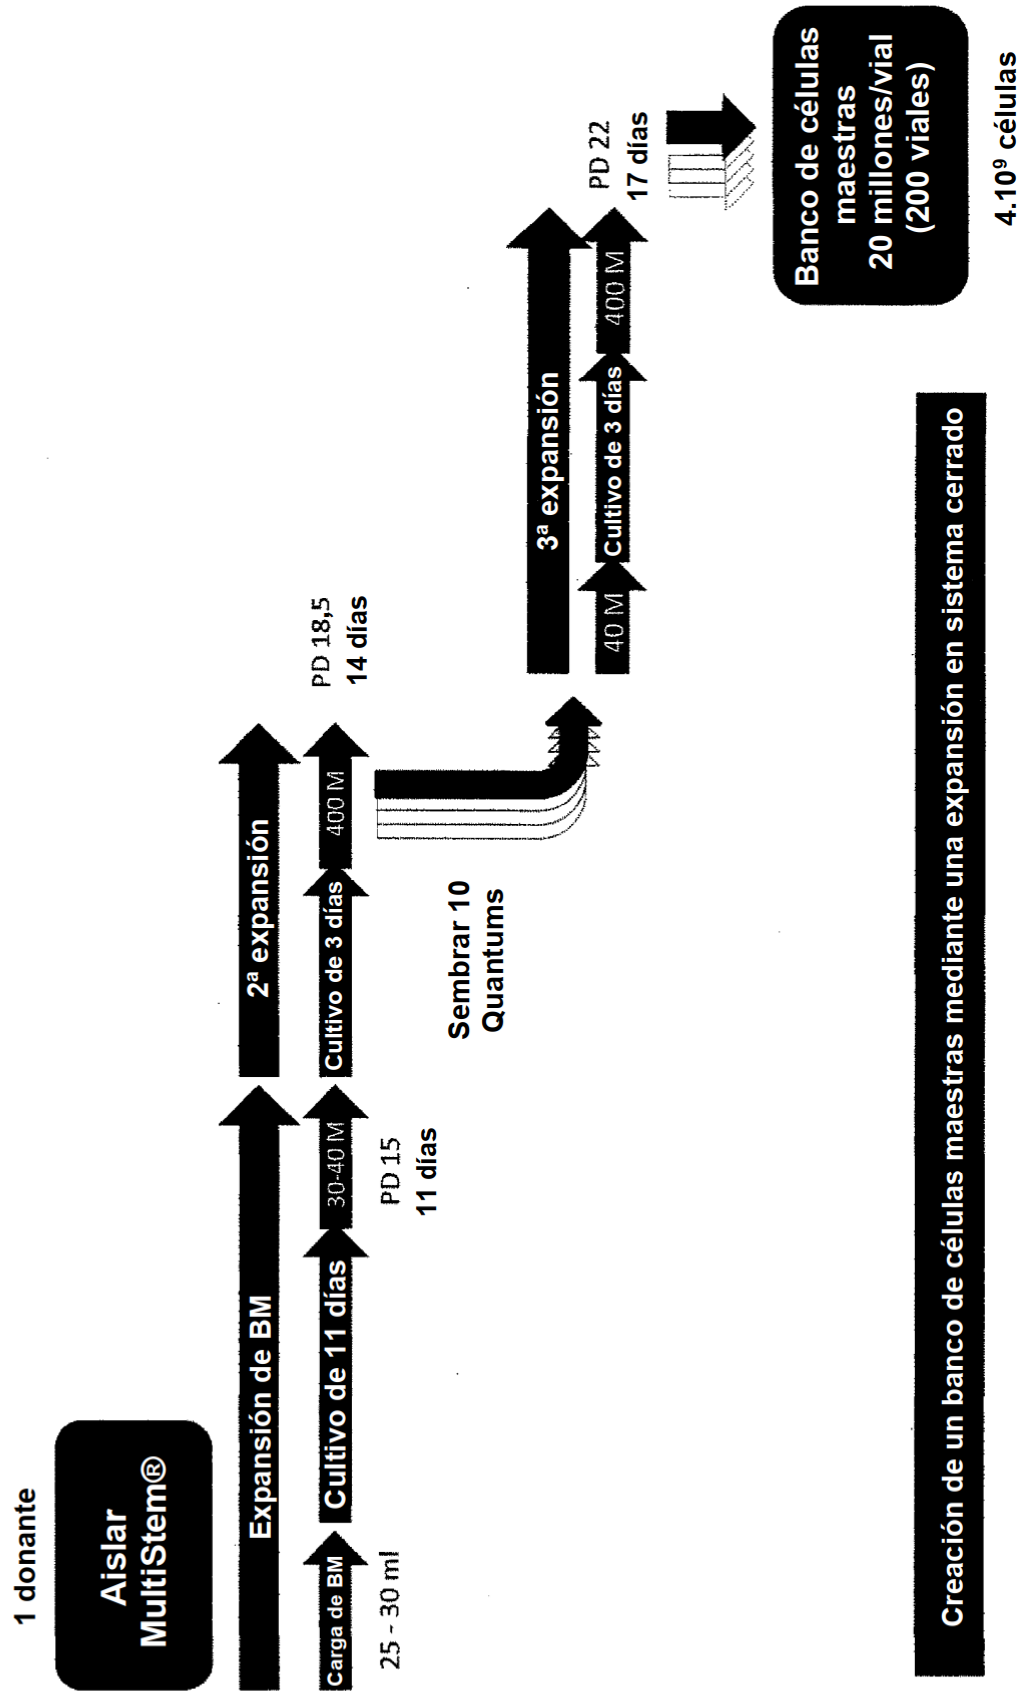 1 donante
Aislar
MultiStem®
Expansión de BM
Carga de BM
25 - 30 ml
Cultivo de 11 días
30-40 M
PD 15
11 días
2ª expansión
Cultivo de 3 días
400 M
PD 18,5
14 días
Sembrar 10
Quantums
3ª expansión
40 M
Cultivo de 3 días
400 M
PD 22
17 días
Banco de células
maestras
20 millones/vial
(200 viales)
4.10⁹ células
Creación de un banco de células maestras mediante una expansión en sistema cerrado